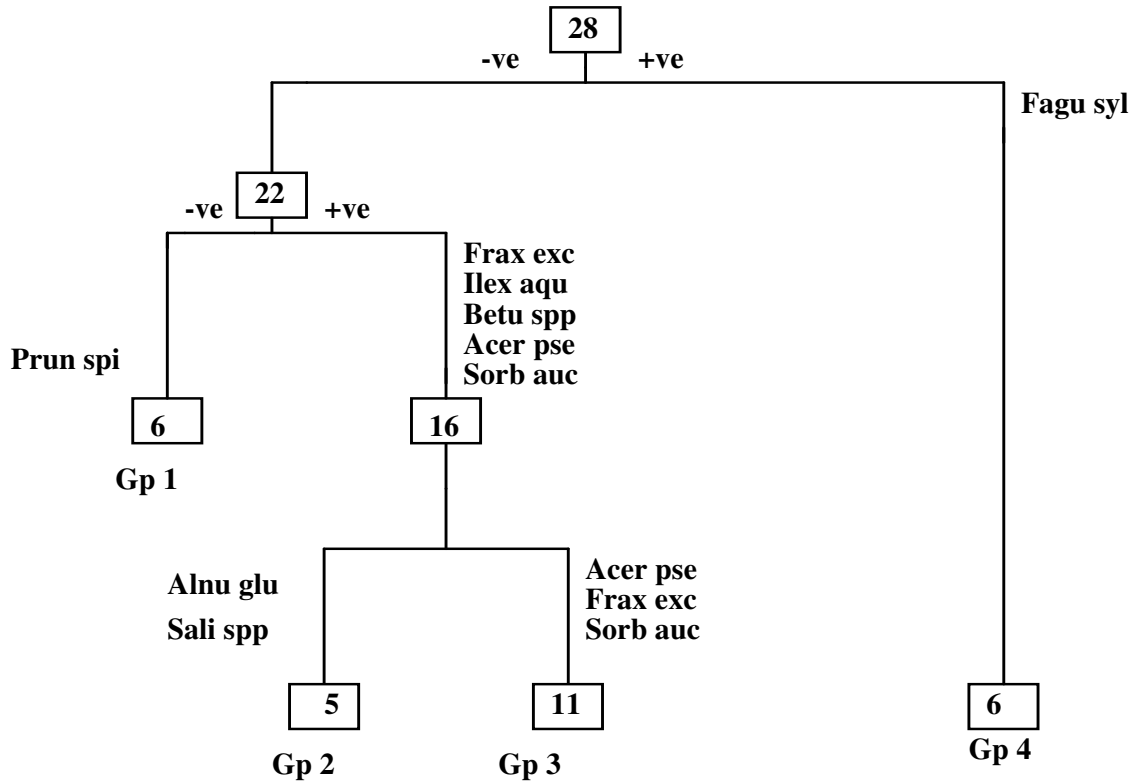 28
-ve +ve
Fagu syl
22
-ve +ve
Frax exc
Ilex aqu
Betu spp
Acer pse
Sorb auc
Prun spi
6
16
Gp 1
Alnu glu
Sali spp
Acer pse
Frax exc
Sorb auc
5
11
6
Gp 2
Gp 3
Gp 4